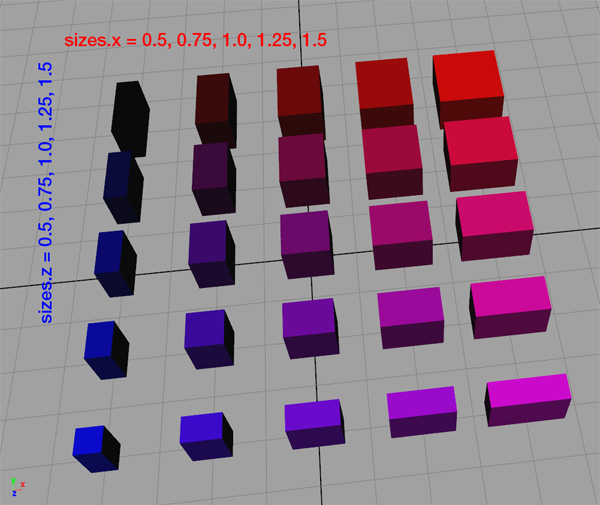 sizes.x = 0.5, 0.75, 1.0, 1.25, 1.5
sizes.z = 0.5, 0.75, 1.0, 1.25, 1.5
y
x
z